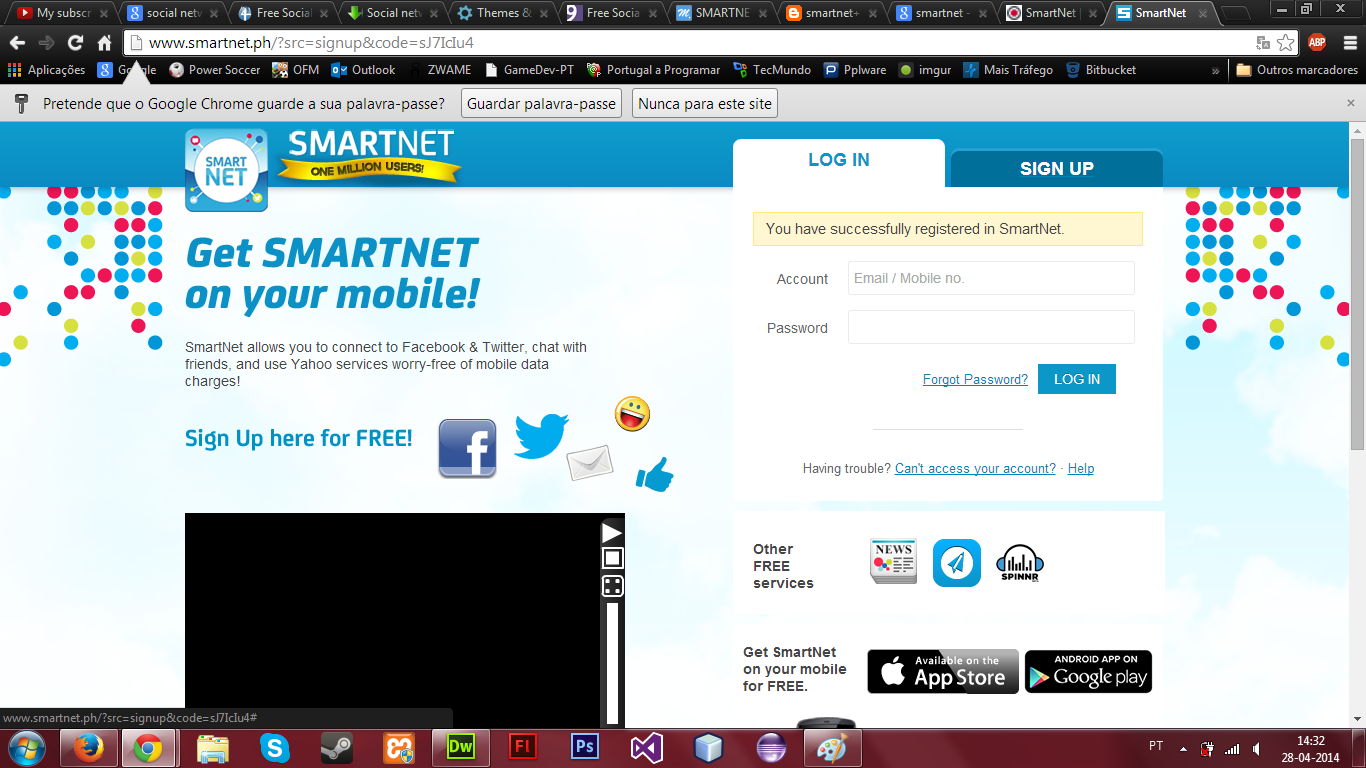 My subscr
social netv
Free Social
Social netv
Themes &
Free Socia
SMARTNE
smartnet+
smartnet -
SmartNet |
SmartNet
www.smartnet.ph/?src=signup&code=sJ7IcIu4
Aplicações
Google
Power Soccer
OFM
Outlook
ZWAME
GameDev-PT
Portugal a Programar
TecMundo
Pplware
imgur
Mais Tráfego
Bitbucket
»
Outros marcadores
Pretende que o Google Chrome guarde a sua palavra-passe?
Guardar palavra-passe
Nunca para este site
SMART
NET
SMARTNET
ONE MILLION USERS!
LOG IN
SIGN UP
Get SMARTNET
on your mobile!
SmartNet allows you to connect to Facebook & Twitter, chat with
friends, and use Yahoo services worry-free of mobile data
charges!
Sign Up here for FREE!
You have successfully registered in SmartNet.
Account
Email / Mobile no.
Password
Forgot Password?
LOG IN
Having trouble? Can't access your account? · Help
Other
FREE
services
NEWS
SPINNR
Get SmartNet
on your mobile
for FREE.
Available on the
App Store
ANDROID APP ON
Google play
www.smartnet.ph/?src=signup&code=sJ7IcIu4#
Dw
Fl
Ps
PT
14:32
28-04-2014